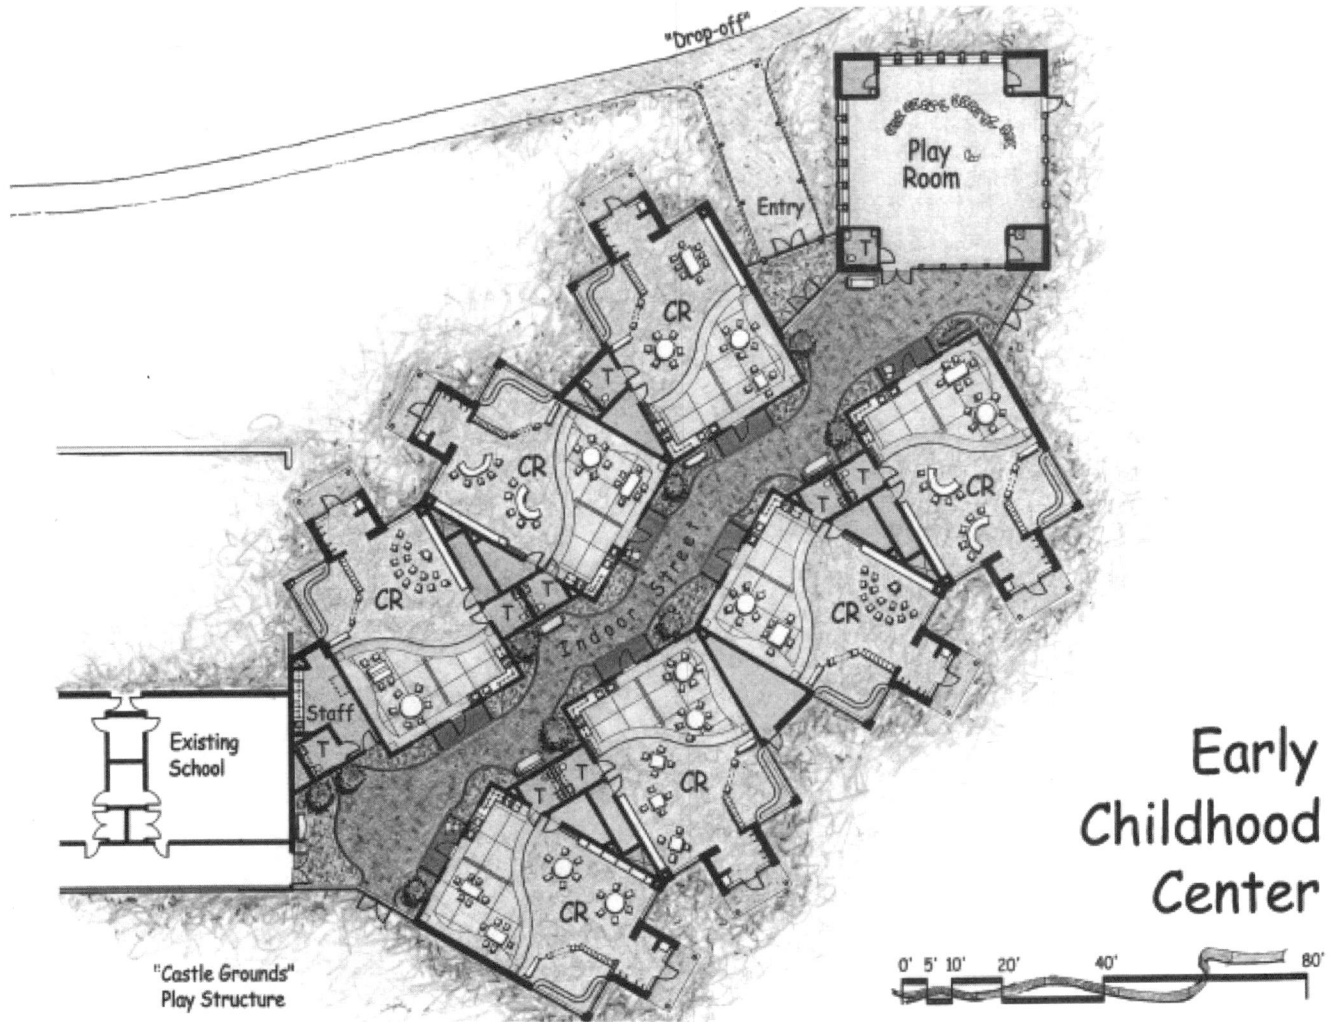 "Drop-off"
Play
Room
Entry
T
CR
T
CR
CR
T
T
CR
CR
T
T
CR
Indoor Street
Staff
T
Existing
School
CR
T
T
CR
Early
Childhood
Center
"Castle Grounds"
Play Structure
0' 5' 10' 20' 40' 80'